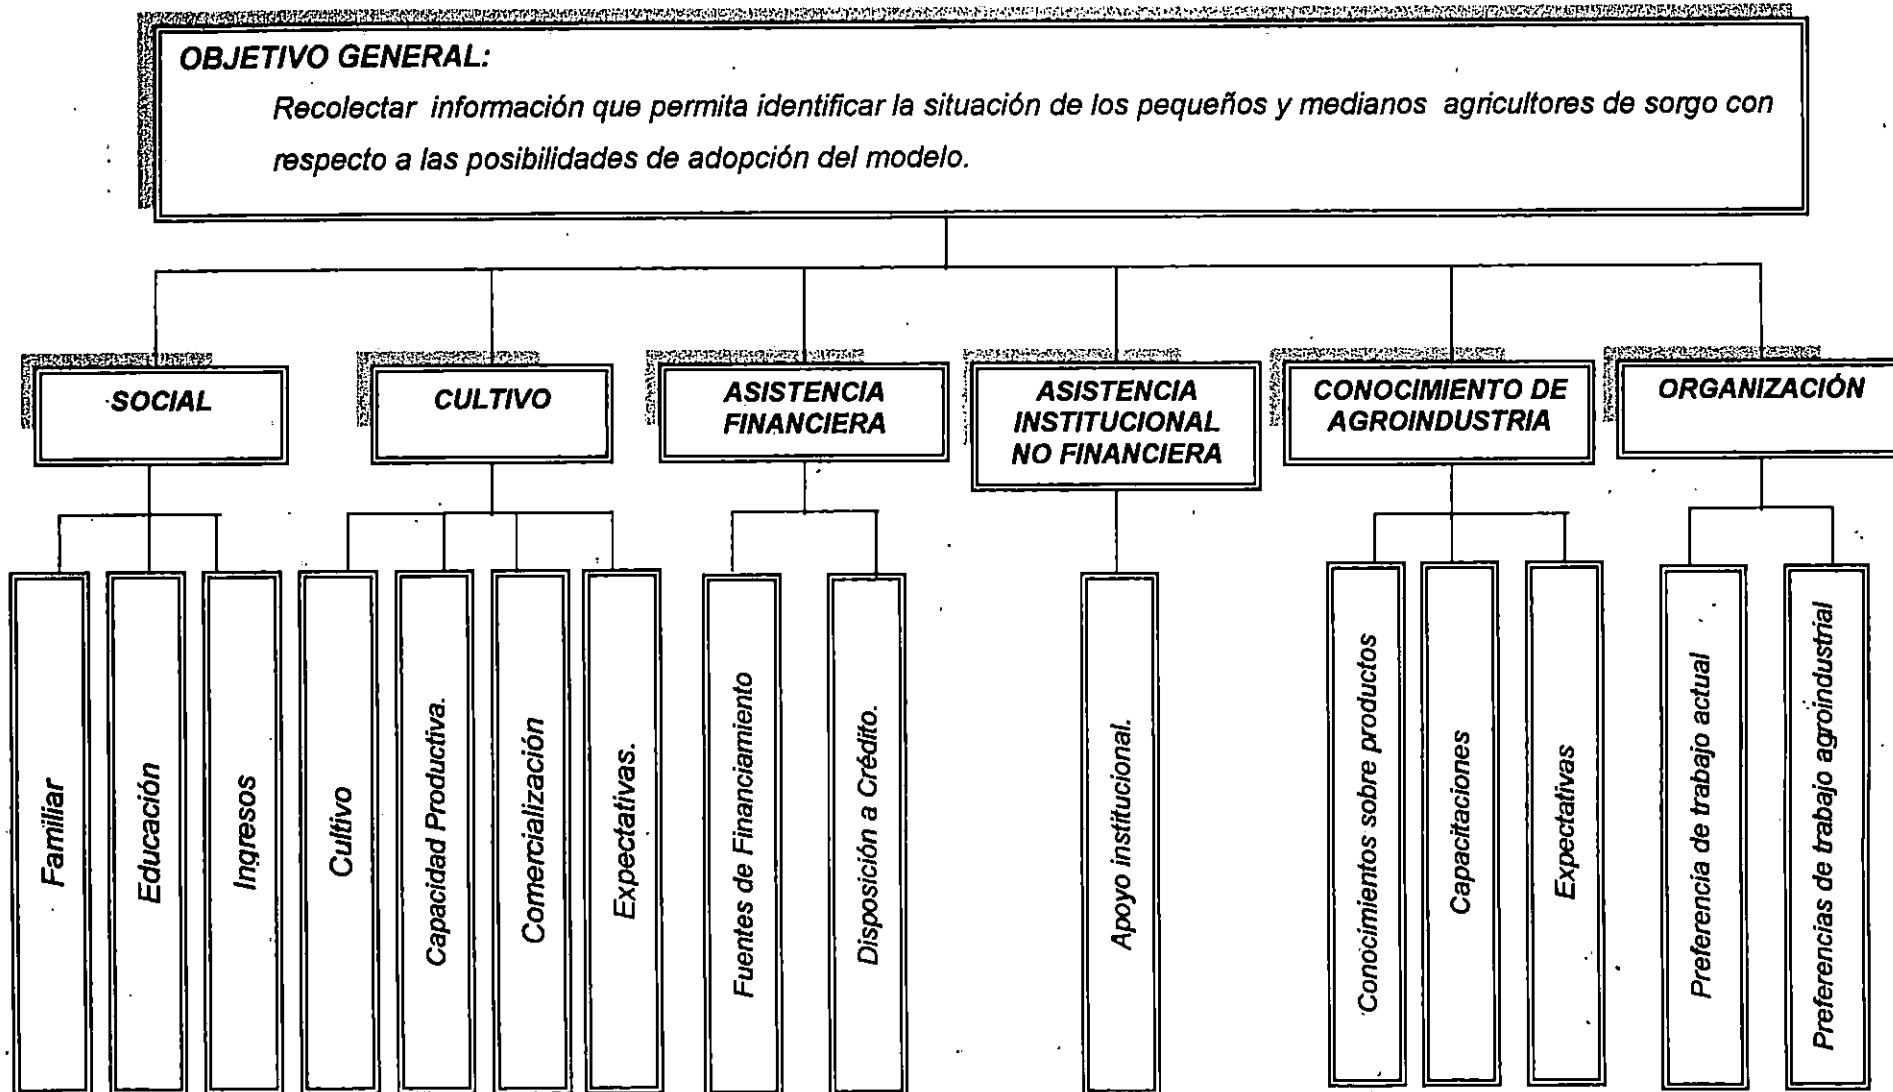 OBJETIVO GENERAL:
Recolectar información que permita identificar la situación de los pequeños y medianos agricultores de sorgo con
respecto a las posibilidades de adopción del modelo.
SOCIAL
CULTIVO
ASISTENCIA
FINANCIERA
ASISTENCIA
INSTITUCIONAL
NO FINANCIERA
CONOCIMIENTO DE
AGROINDUSTRIA
ORGANIZACIÓN
Familiar
Educación
Ingresos
Cultivo
Capacidad Productiva.
Comercialización
Expectativas.
Fuentes de Financiamiento
Disposición a Crédito.
Apoyo institucional.
Conocimientos sobre productos
Capacitaciones
Expectativas
Preferencia de trabajo actual
Preferencias de trabajo agroindustrial